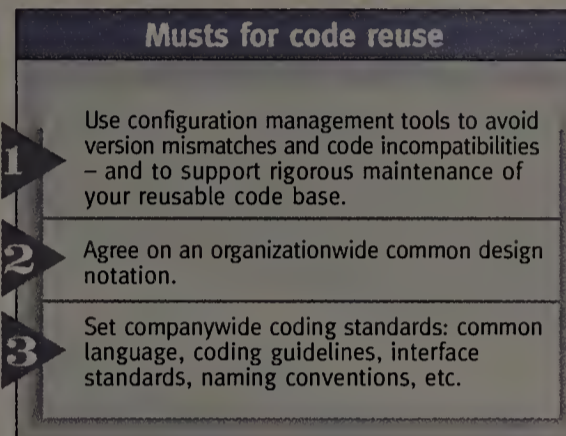 Musts for code reuse
1
Use configuration management tools to avoid
version mismatches and code incompatibilities
– and to support rigorous maintenance of
your reusable code base.
2
Agree on an organizationwide common design
notation.
3
Set companywide coding standards: common
language, coding guidelines, interface
standards, naming conventions, etc.